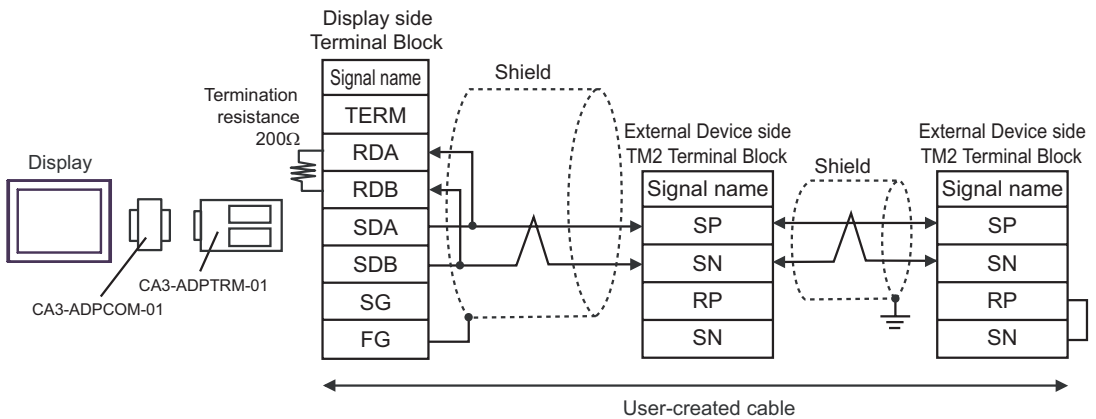 Display side
Terminal Block
Signal name
TERM
RDA
RDB
SDA
SDB
SG
FG
Termination
resistance
200Ω
Shield
Display
CA3-ADPCOM-01
CA3-ADPTRM-01
External Device side
TM2 Terminal Block
Signal name
SP
SN
RP
SN
Shield
External Device side
TM2 Terminal Block
Signal name
SP
SN
RP
SN
User-created cable